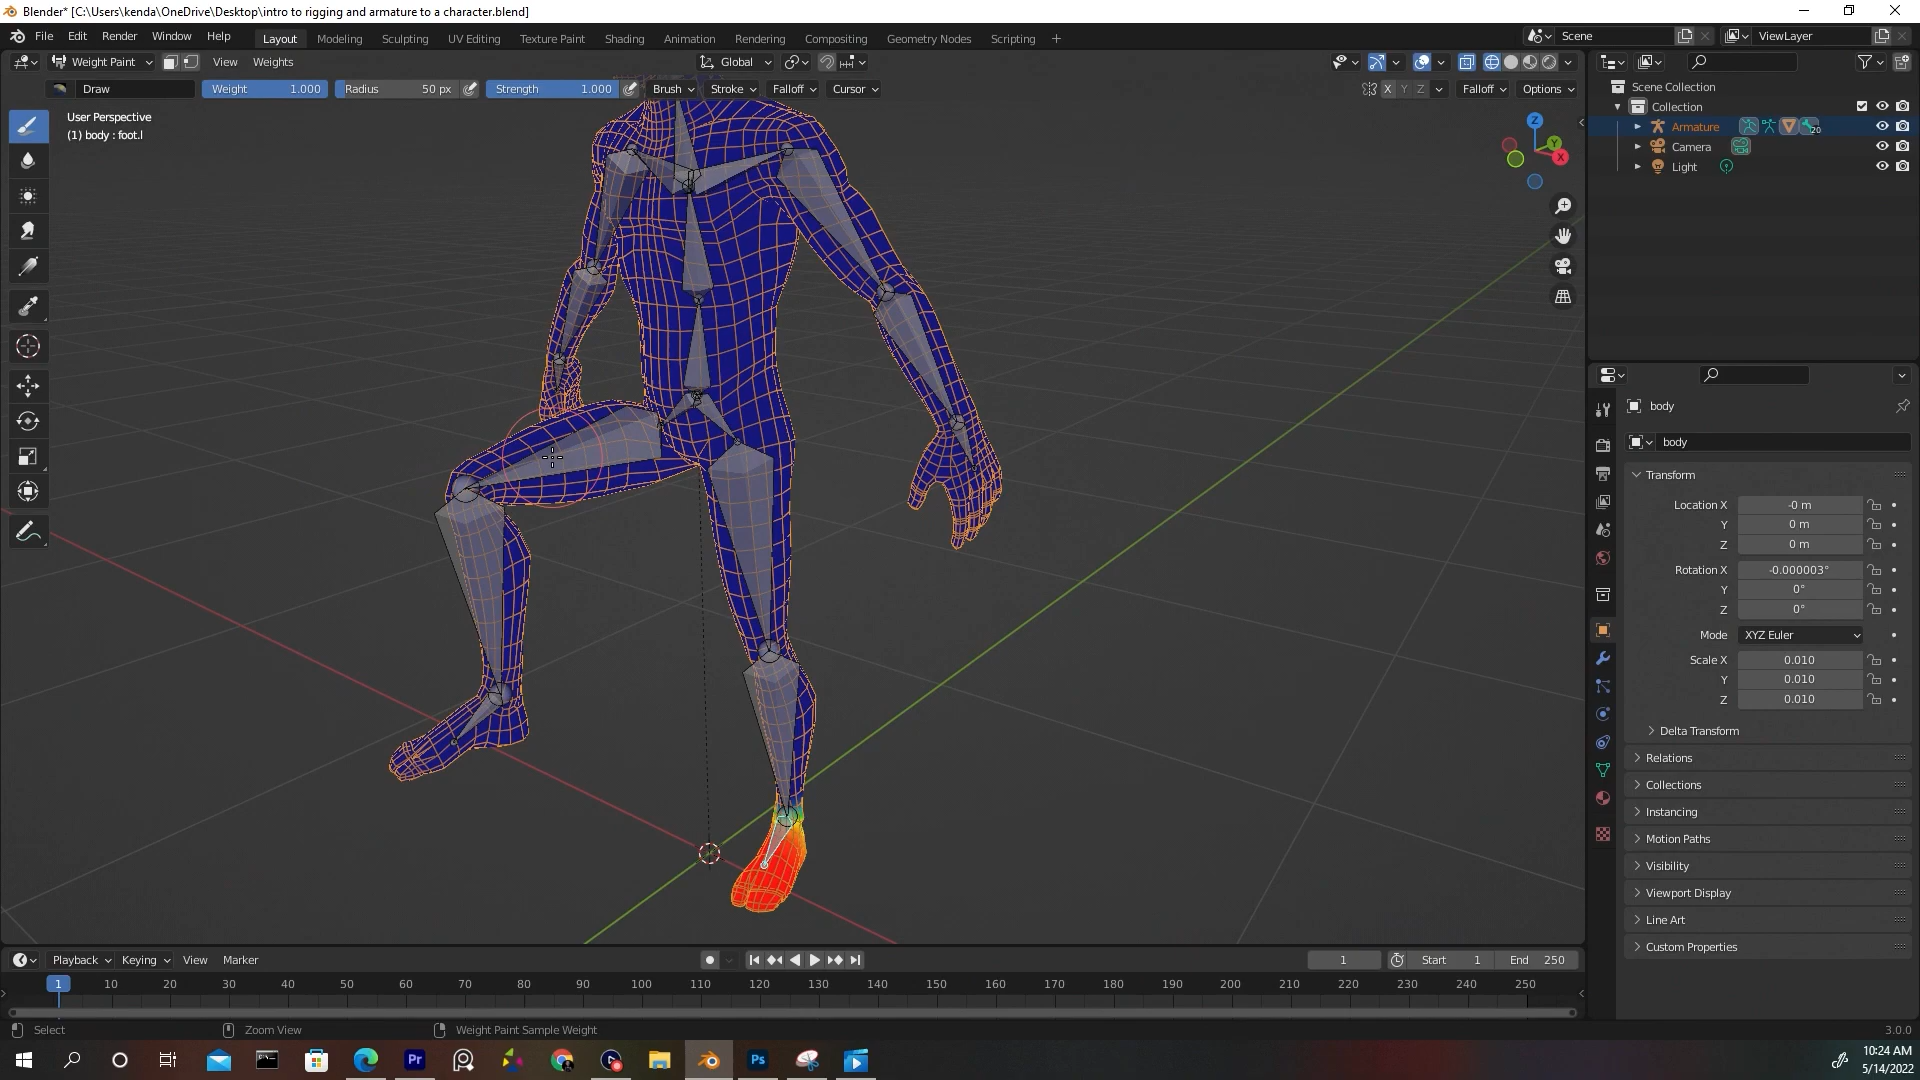 Blender* [C:\Users\kenda\OneDrive\Desktop\intro to rigging and armature to a character.blend]
File Edit Render Window Help Layout Modeling Sculpting UV Editing Texture Paint Shading Animation Rendering Compositing Geometry Nodes Scripting + Scene ViewLayer
Weight Paint View Weights Global
Draw Weight 1.000 Radius 50 px Strength 1.000 Brush Stroke Falloff Cursor X Y Z Falloff Options
User Perspective
(1) body : foot.l
Z
Y
X
Scene Collection
Collection
Armature 20
Camera
Light
body
body
Transform
Location X -0 m
Y 0 m
Z 0 m
Rotation X -0.000003°
Y 0°
Z 0°
Mode XYZ Euler
Scale X 0.010
Y 0.010
Z 0.010
Delta Transform
Relations
Collections
Instancing
Motion Paths
Visibility
Viewport Display
Line Art
Custom Properties
Playback Keying View Marker 1 Start 1 End 250
1 10 20 30 40 50 60 70 80 90 100 110 120 130 140 150 160 170 180 190 200 210 220 230 240 250
Select Zoom View Weight Paint Sample Weight 3.0.0
Pr Ps
10:24 AM
5/14/2022